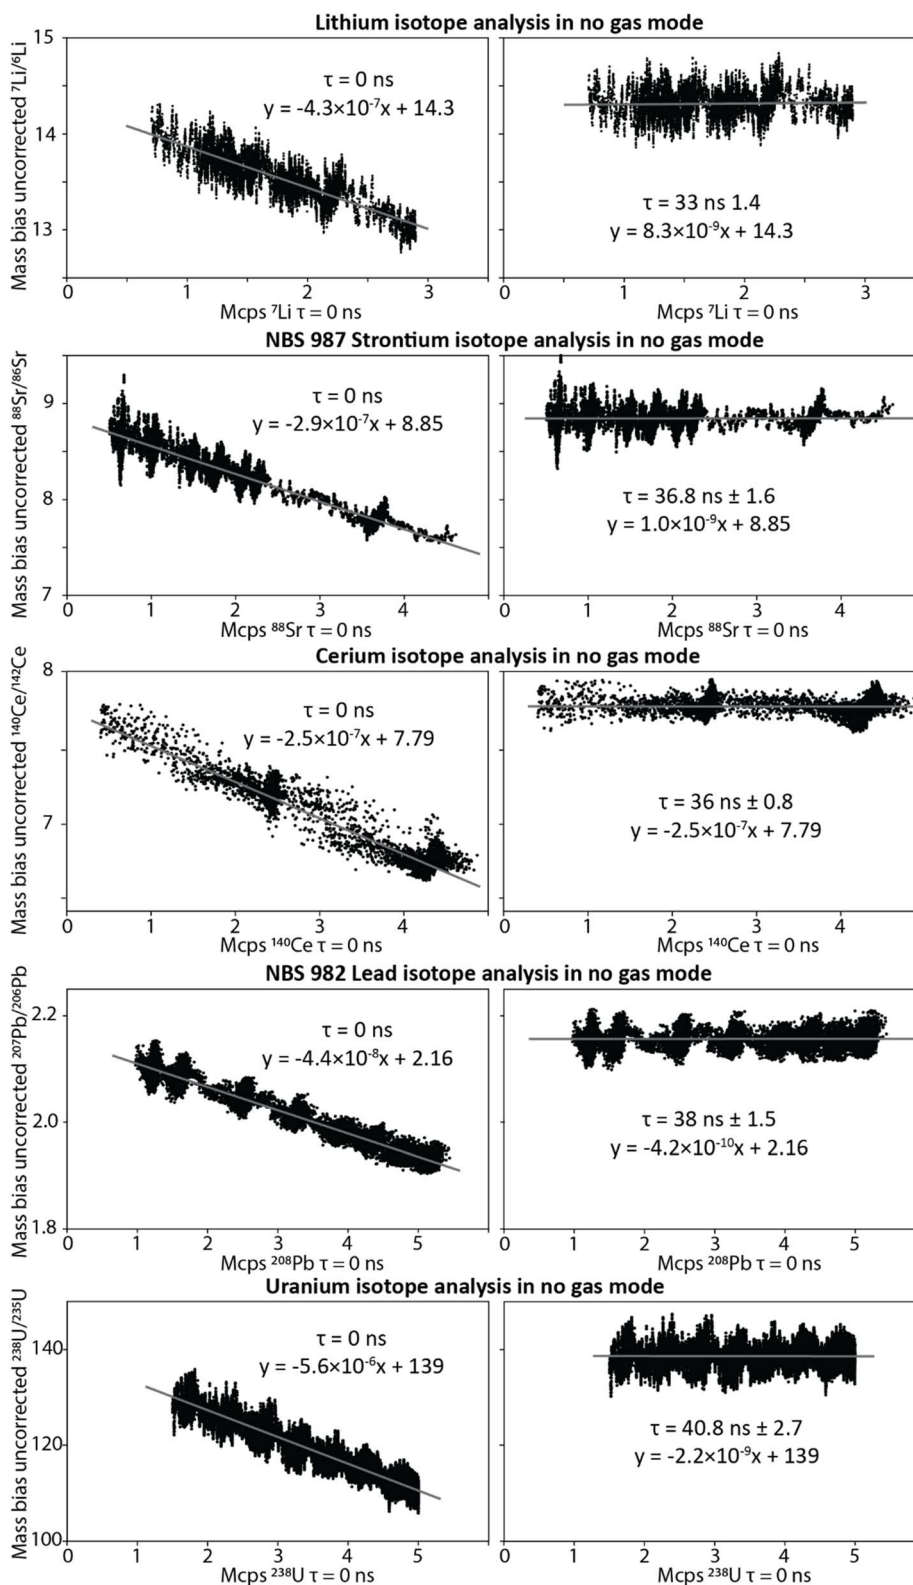 Lithium isotope analysis in no gas mode
Mass bias uncorrected ⁷Li/⁶Li
15
14
13
τ = 0 ns
y = -4.3×10⁻⁷x + 14.3
τ = 33 ns 1.4
y = 8.3×10⁻⁹x + 14.3
0 1 2 3
0 1 2 3
Mcps ⁷Li τ = 0 ns
Mcps ⁷Li τ = 0 ns
NBS 987 Strontium isotope analysis in no gas mode
Mass bias uncorrected ⁸⁸Sr/⁸⁶Sr
9
8
7
τ = 0 ns
y = -2.9×10⁻⁷x + 8.85
τ = 36.8 ns ± 1.6
y = 1.0×10⁻⁹x + 8.85
0 1 2 3 4
0 1 2 3 4
Mcps ⁸⁸Sr τ = 0 ns
Mcps ⁸⁸Sr τ = 0 ns
Cerium isotope analysis in no gas mode
Mass bias uncorrected ¹⁴⁰Ce/¹⁴²Ce
8
7
τ = 0 ns
y = -2.5×10⁻⁷x + 7.79
τ = 36 ns ± 0.8
y = -2.5×10⁻⁷x + 7.79
0 1 2 3 4
0 1 2 3 4
Mcps ¹⁴⁰Ce τ = 0 ns
Mcps ¹⁴⁰Ce τ = 0 ns
NBS 982 Lead isotope analysis in no gas mode
Mass bias uncorrected ²⁰⁷Pb/²⁰⁶Pb
2.2
2.0
1.8
τ = 0 ns
y = -4.4×10⁻⁸x + 2.16
τ = 38 ns ± 1.5
y = -4.2×10⁻¹⁰x + 2.16
0 1 2 3 4 5
0 1 2 3 4 5
Mcps ²⁰⁸Pb τ = 0 ns
Mcps ²⁰⁸Pb τ = 0 ns
Uranium isotope analysis in no gas mode
Mass bias uncorrected ²³⁸U/²³⁵U
140
120
100
τ = 0 ns
y = -5.6×10⁻⁶x + 139
τ = 40.8 ns ± 2.7
y = -2.2×10⁻⁹x + 139
0 1 2 3 4 5
0 1 2 3 4 5
Mcps ²³⁸U τ = 0 ns
Mcps ²³⁸U τ = 0 ns